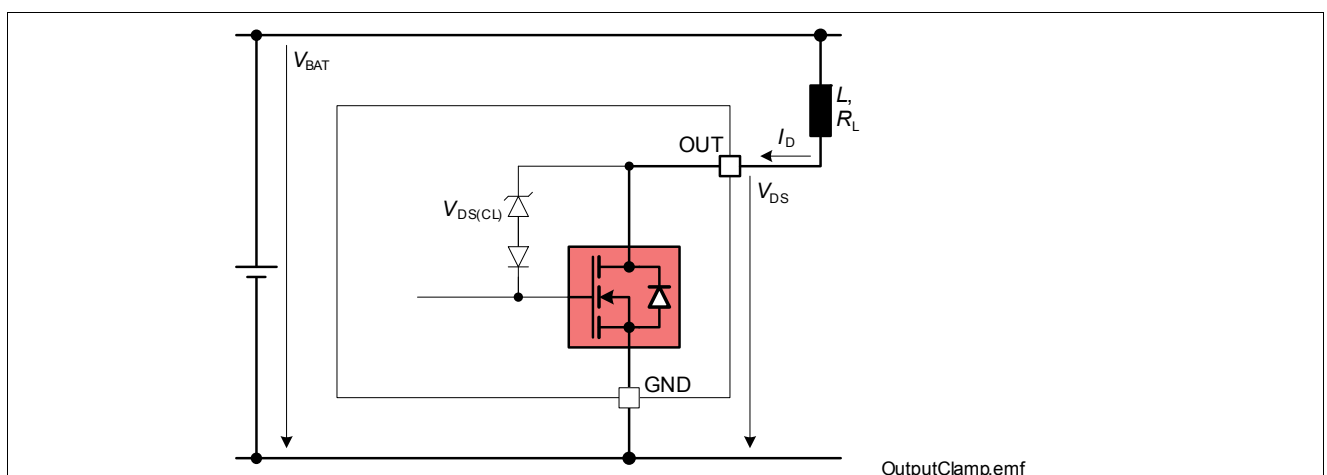 VBAT
L,
RL
OUT
ID
VDS
VDS(CL)
GND
OutputClamp.emf